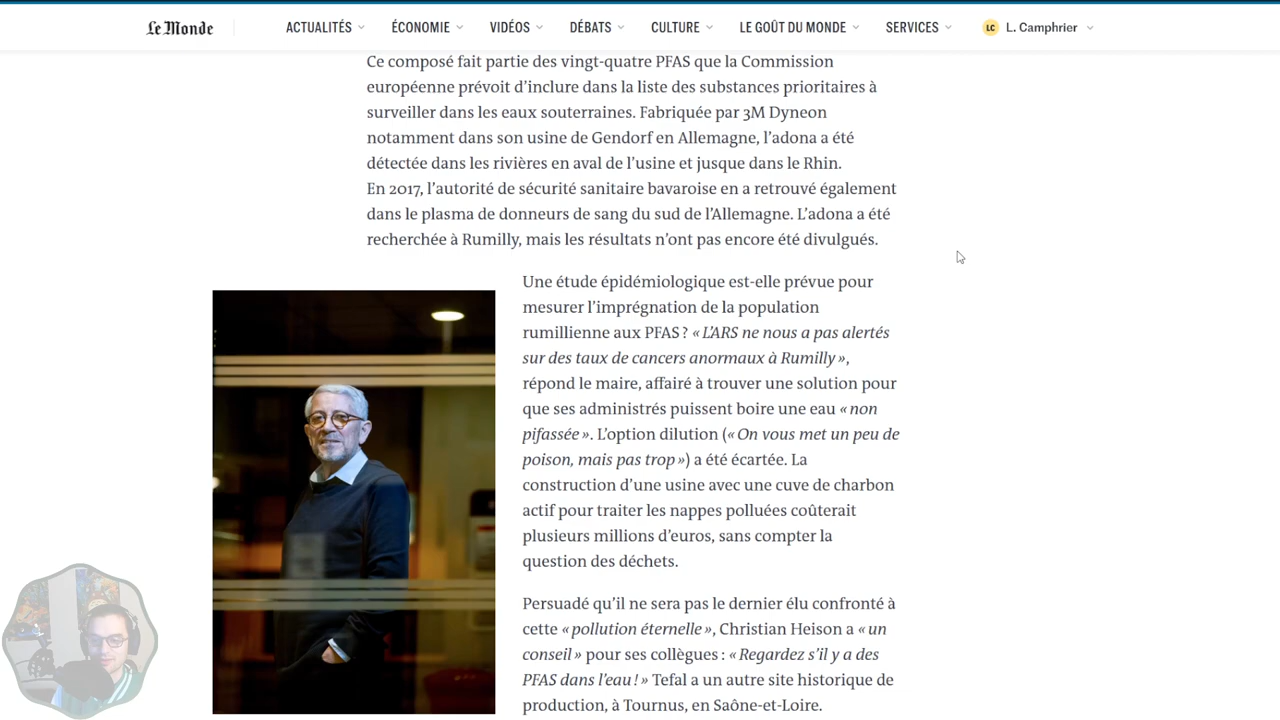 Le Monde
ACTUALITÉS
ÉCONOMIE
VIDÉOS
DÉBATS
CULTURE
LE GOÛT DU MONDE
SERVICES
LC
L. Camphrier
Ce composé fait partie des vingt-quatre PFAS que la Commission
européenne prévoit d’inclure dans la liste des substances prioritaires à
surveiller dans les eaux souterraines. Fabriquée par 3M Dyneon
notamment dans son usine de Gendorf en Allemagne, l’adona a été
détectée dans les rivières en aval de l’usine et jusque dans le Rhin.
En 2017, l’autorité de sécurité sanitaire bavaroise en a retrouvé également
dans le plasma de donneurs de sang du sud de l’Allemagne. L’adona a été
recherchée à Rumilly, mais les résultats n’ont pas encore été divulgués.
Une étude épidémiologique est-elle prévue pour
mesurer l’imprégnation de la population
rumillienne aux PFAS ? « L’ARS ne nous a pas alertés
sur des taux de cancers anormaux à Rumilly »,
répond le maire, affairé à trouver une solution pour
que ses administrés puissent boire une eau « non
pifassée ». L’option dilution (« On vous met un peu de
poison, mais pas trop ») a été écartée. La
construction d’une usine avec une cuve de charbon
actif pour traiter les nappes polluées coûterait
plusieurs millions d’euros, sans compter la
question des déchets.
Persuadé qu’il ne sera pas le dernier élu confronté à
cette « pollution éternelle », Christian Heison a « un
conseil » pour ses collègues : « Regardez s’il y a des
PFAS dans l’eau ! » Tefal a un autre site historique de
production, à Tournus, en Saône-et-Loire.